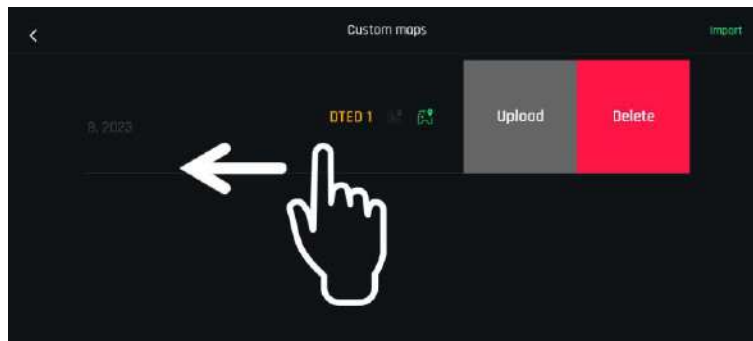 Custom maps
Import
8, 2023
DTED 1
Upload
Delete